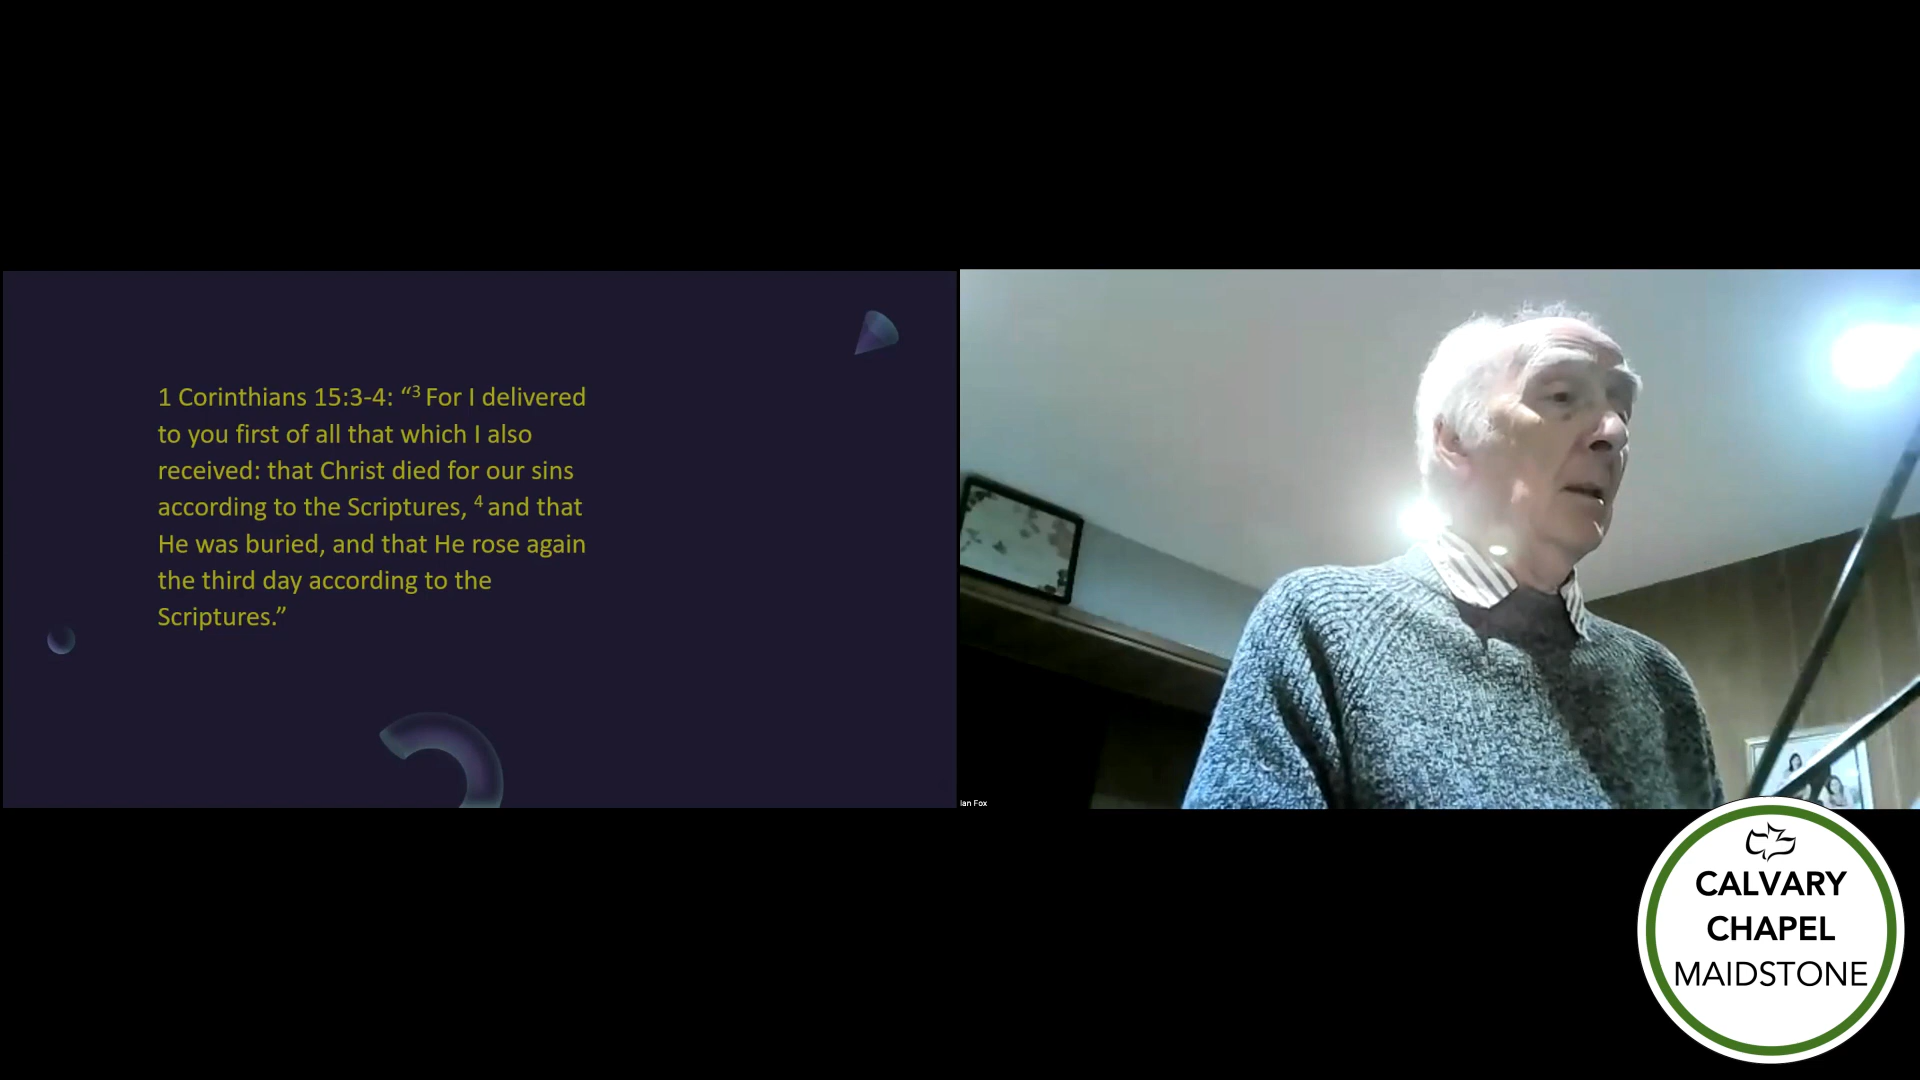 1 Corinthians 15:3-4: “3 For I delivered
to you first of all that which I also
received: that Christ died for our sins
according to the Scriptures, 4 and that
He was buried, and that He rose again
the third day according to the
Scriptures.”
Ian Fox
CALVARY
CHAPEL
MAIDSTONE